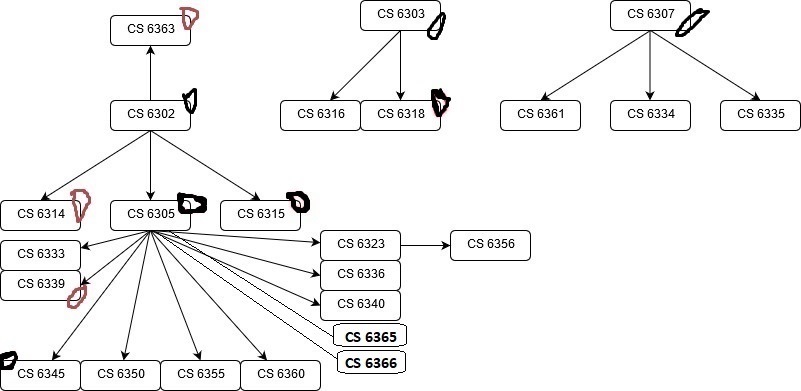 CS 6363
CS 6303
CS 6307
CS 6302
CS 6316
CS 6318
CS 6361
CS 6334
CS 6335
CS 6314
CS 6305
CS 6315
CS 6333
CS 6339
CS 6323
CS 6356
CS 6336
CS 6340
CS 6365
CS 6366
CS 6345
CS 6350
CS 6355
CS 6360